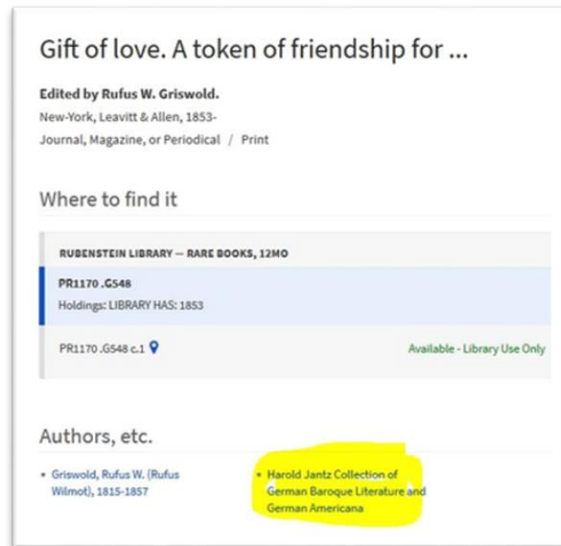 Gift of love. A token of friendship for ...
Edited by Rufus W. Griswold.
New-York, Leavitt & Allen, 1853-
Journal, Magazine, or Periodical / Print
Where to find it
RUBENSTEIN LIBRARY — RARE BOOKS, 12MO
PR1170 .G548
Holdings: LIBRARY HAS: 1853
PR1170 .G548 c.1
Available - Library Use Only
Authors, etc.
▪ Griswold, Rufus W. (Rufus
Wilmot), 1815-1857
▪ Harold Jantz Collection of
German Baroque Literature and
German Americana